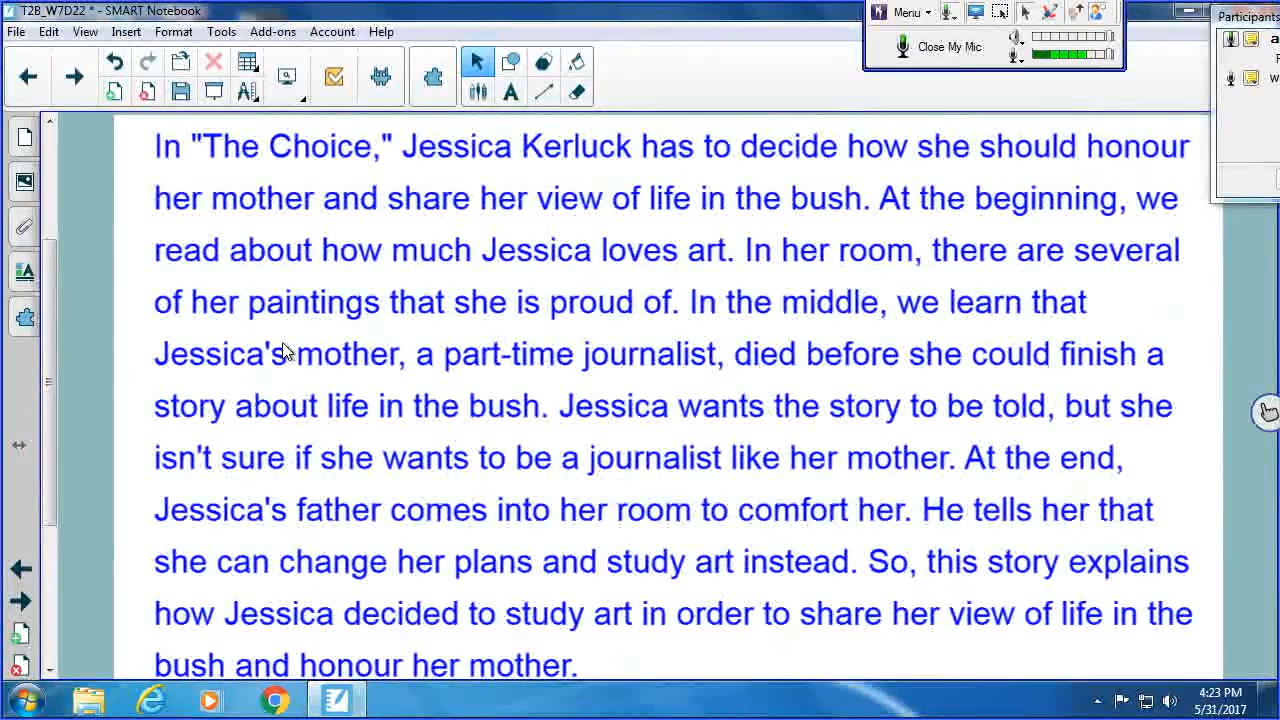 T2B_W7D22 * - SMART Notebook
Menu
Participants
File Edit View Insert Format Tools Add-ons Account Help
Close My Mic
In "The Choice," Jessica Kerluck has to decide how she should honour
her mother and share her view of life in the bush. At the beginning, we
read about how much Jessica loves art. In her room, there are several
of her paintings that she is proud of. In the middle, we learn that
Jessica's mother, a part-time journalist, died before she could finish a
story about life in the bush. Jessica wants the story to be told, but she
isn't sure if she wants to be a journalist like her mother. At the end,
Jessica's father comes into her room to comfort her. He tells her that
she can change her plans and study art instead. So, this story explains
how Jessica decided to study art in order to share her view of life in the
bush and honour her mother.
4:23 PM
5/31/2017